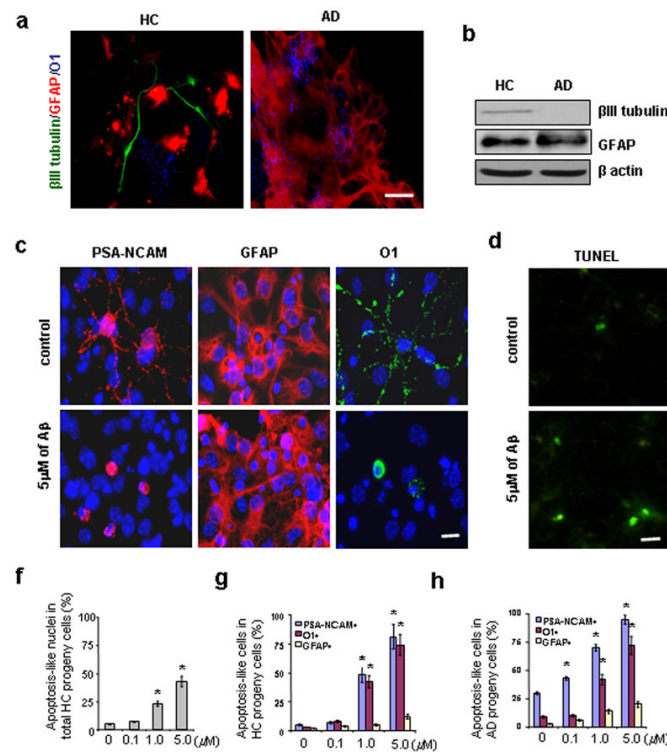 a
HC
AD
βIII tubulin/GFAP/O1
b
HC AD
βIII tubulin
GFAP
β actin
c
PSA-NCAM GFAP O1
control
5μM of Aβ
d
TUNEL
control
5μM of Aβ
f
Apoptosis-like nuclei in
total HC progeny cells (%)
100
75
50
25
0
* *
0 0.1 1.0 5.0 (μM)
g
Apoptosis-like cells in
HC progeny cells (%)
100
75
50
25
0
PSA-NCAM+
O1+
GFAP+
* * * *
0 0.1 1.0 5.0 (μM)
h
Apoptosis-like cells in
AD progeny cells (%)
100
75
50
25
0
PSA-NCAM+
O1+
GFAP+
* * * * *
0 0.1 1.0 5.0 (μM)